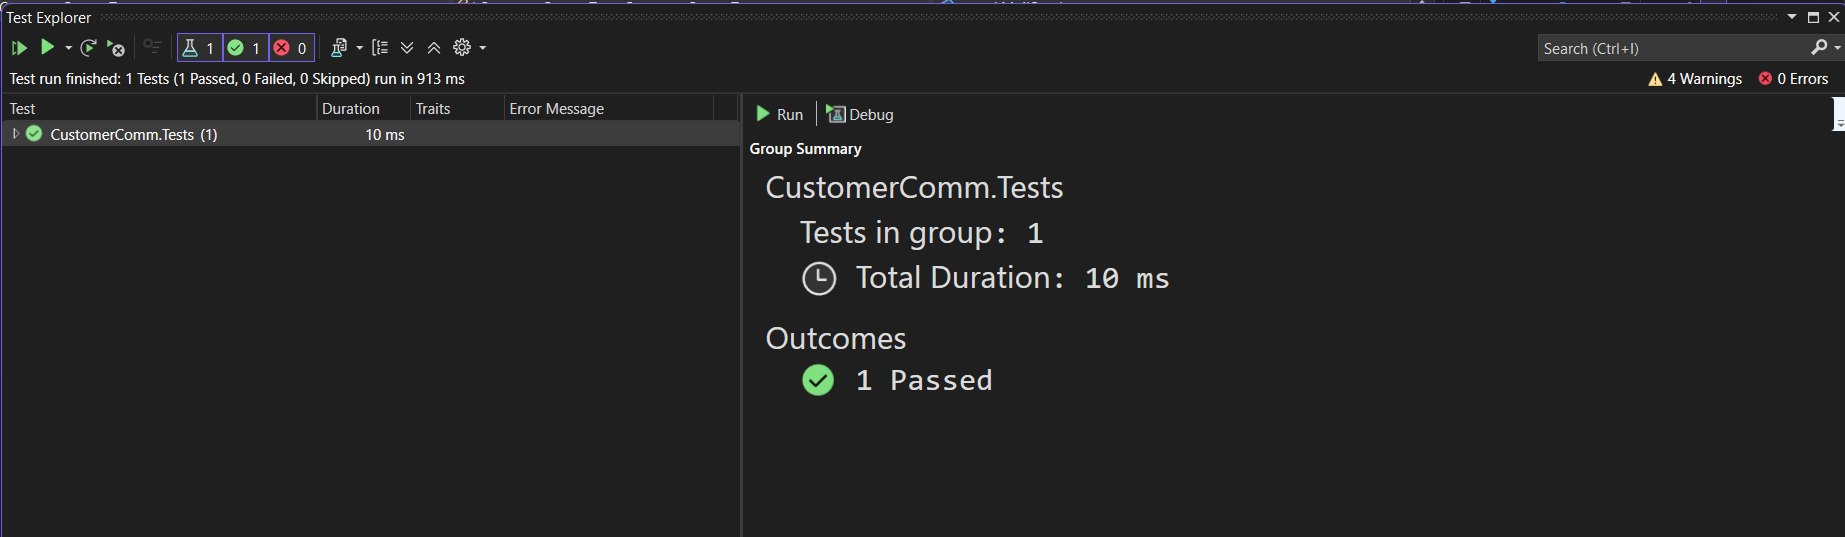 Test Explorer
1 1 0
Search (Ctrl+I)
Test run finished: 1 Tests (1 Passed, 0 Failed, 0 Skipped) run in 913 ms
4 Warnings 0 Errors
Test Duration Traits Error Message
CustomerComm.Tests (1) 10 ms
Run Debug
Group Summary
CustomerComm.Tests
Tests in group: 1
Total Duration: 10 ms
Outcomes
1 Passed